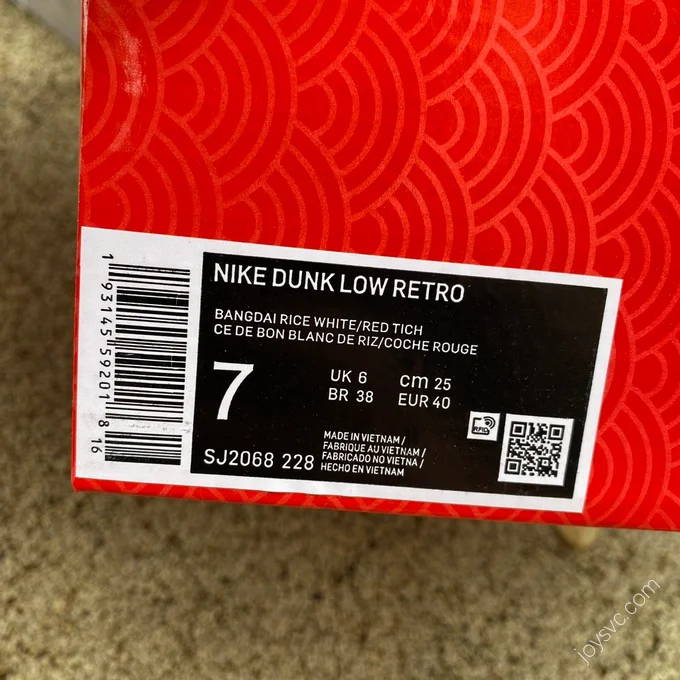 NIKE DUNK LOW RETRO
BANGDAI RICE WHITE/RED TICH
CE DE BON BLANC DE RIZ/COCHE ROUGE
7
UK 6 cm 25
BR 38 EUR 40
SJ2068 228
MADE IN VIETNAM /
FABRIQUE AU VIETNAM /
FABRICADO NO VIETNA /
HECHO EN VIETNAM
RFID
1 93145 59201 8 16
joysvc.com